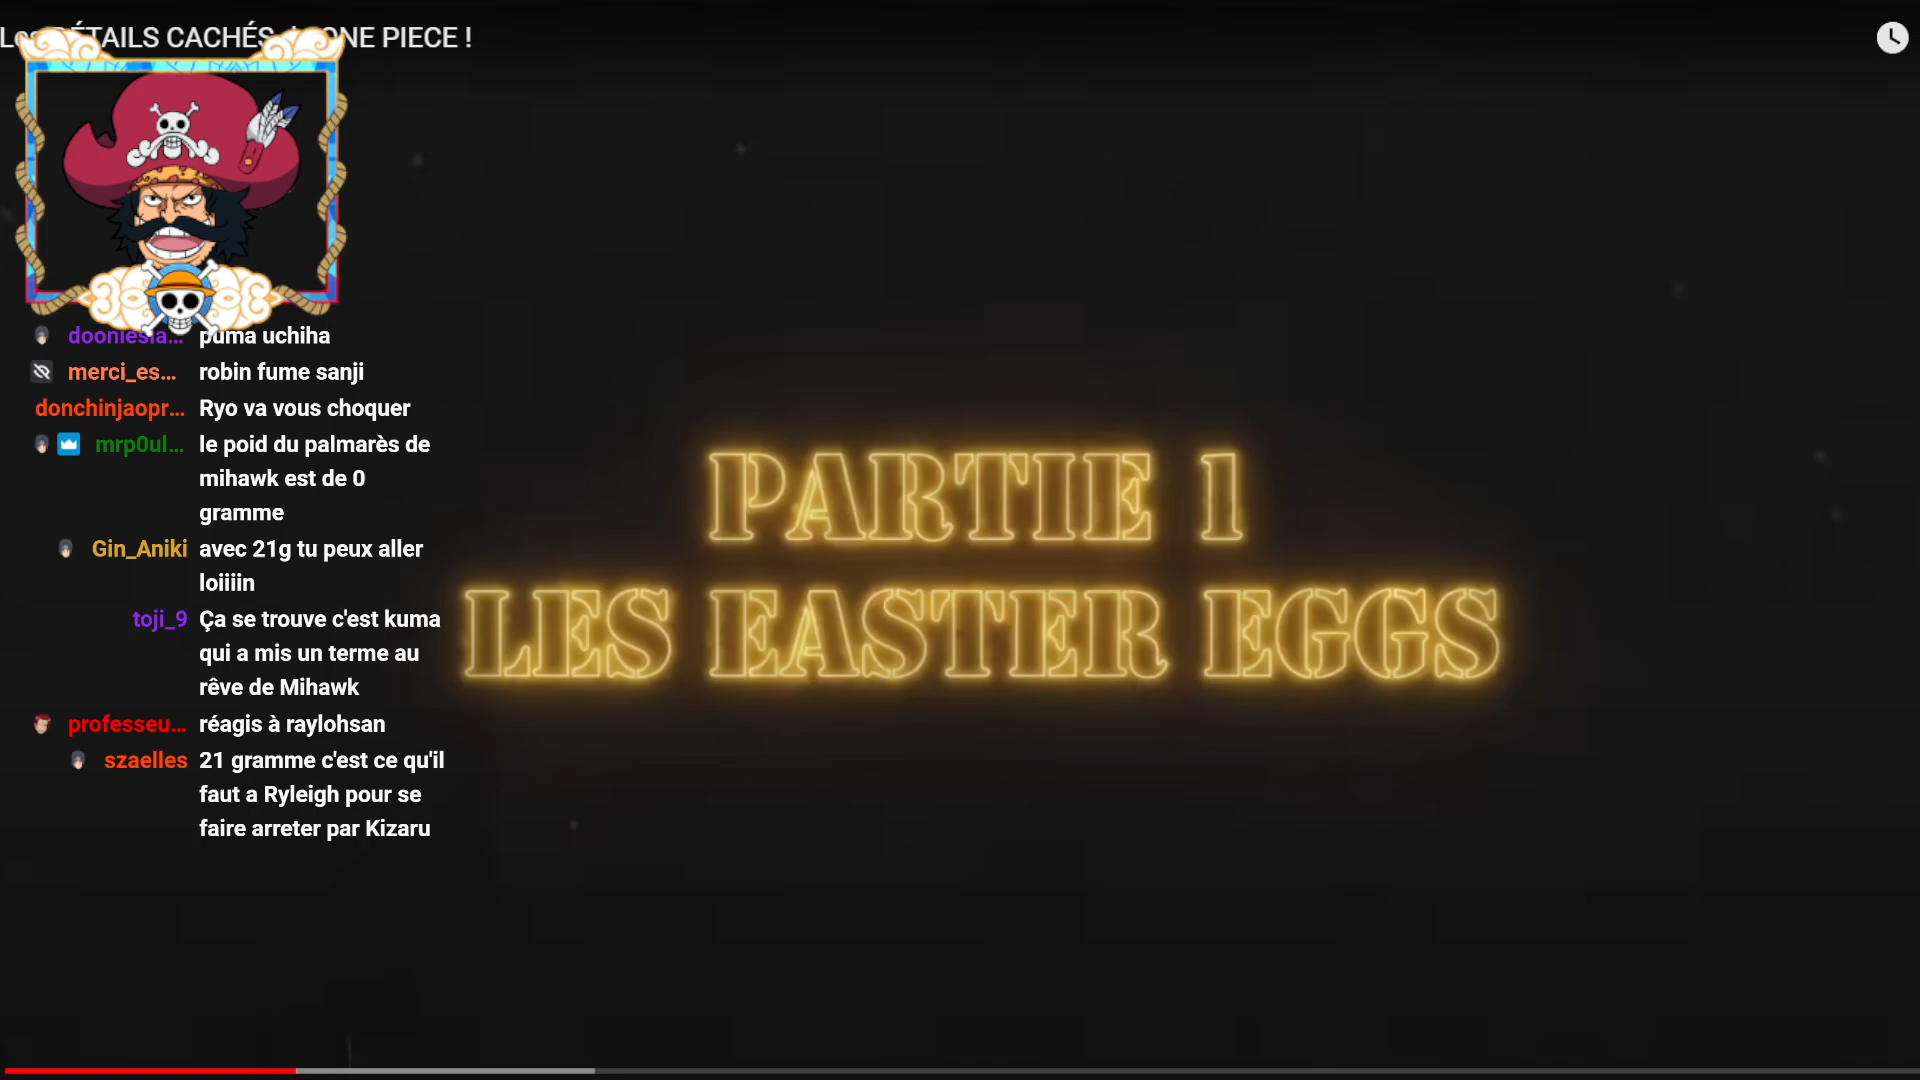 DÉTAILS CACHÉS ONE PIECE !
puma uchiha
merci_es... robin fume sanji
donchinjaopr... Ryo va vous choquer
mrp0ul... le poid du palmarès de
mihawk est de 0
gramme
Gin_Aniki avec 21g tu peux aller
loiiiin
toji_9 Ça se trouve c'est kuma
qui a mis un terme au
rêve de Mihawk
professeu... réagis à raylohsan
szaelles 21 gramme c'est ce qu'il
faut a Ryleigh pour se
faire arreter par Kizaru
PARTIE 1
LES EASTER EGGS